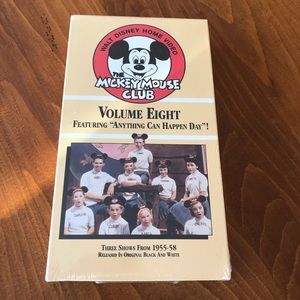 WALT DISNEY HOME VIDEO
THE
MICKEY MOUSE
CLUB
VOLUME EIGHT
FEATURING "ANYTHING CAN HAPPEN DAY"!
THREE SHOWS FROM 1955-58
RELEASED IN ORIGINAL BLACK AND WHITE